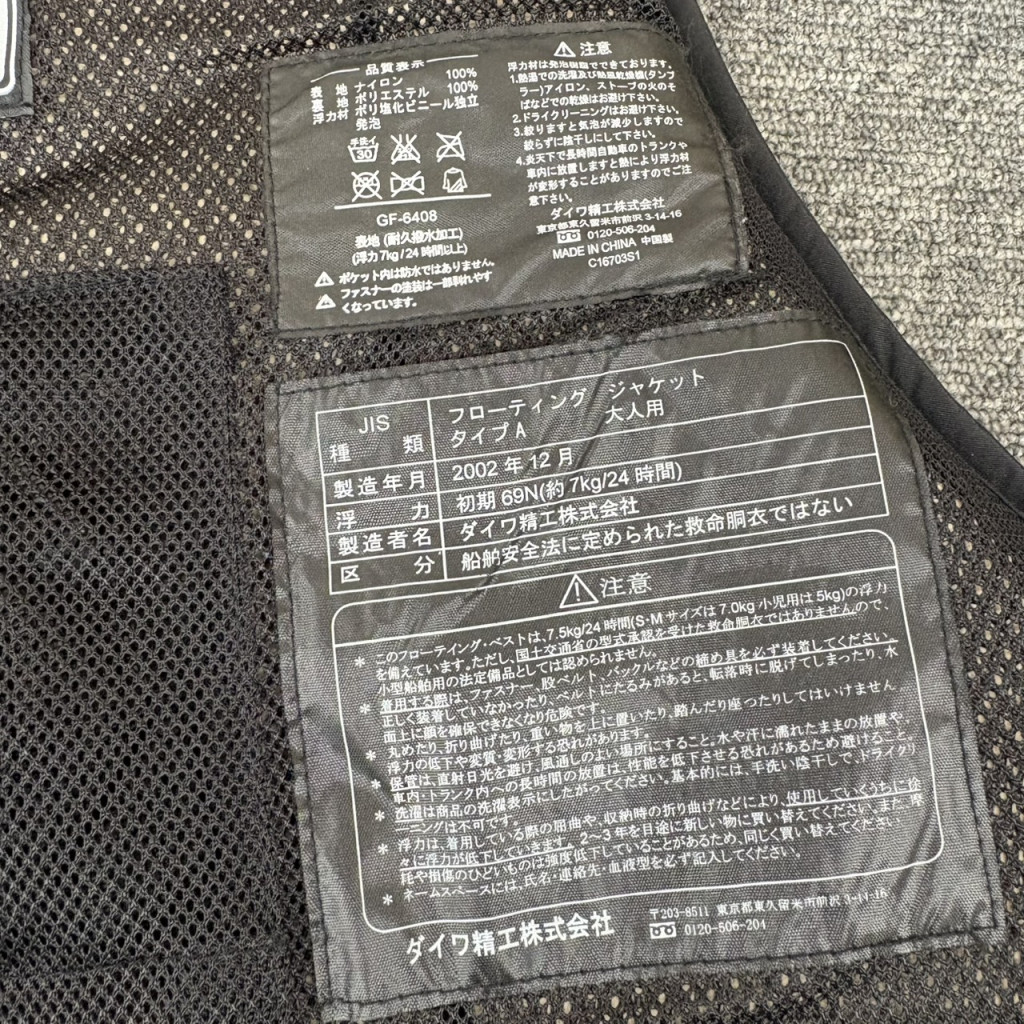 品質表示
表 地 ナイロン 100%
裏 地 ポリエステル 100%
浮力材 ポリ塩化ビニール独立
発泡
手洗イ
30
GF-6408
表地 (耐久撥水加工)
(浮力 7kg / 24 時間以上)
⚠ ポケット内は防水ではありません。
⚠ ファスナーの塗装は一部剥れやす
くなっています。
⚠ 注意
浮力材は発泡樹脂でできております。
1.熱湯での洗濯及び熱風乾燥機(タンブ
ラー)アイロン、ストーブの火のそ
ばなどでの乾燥はお避け下さい。
2.ドライクリーニングはお避け下さい。
3.絞りますと気泡が減少しますので
絞らずに陰干しにして下さい。
4.炎天下で長時間自動車のトランクや
車内に放置しますと熱により浮力材
が変形することがありますのでご注
意下さい。
ダイワ精工株式会社
東京都東久留米市前沢 3-14-16
0120-506-204
MADE IN CHINA 中国製
C16703S1
JIS
種 類 フローティング ジャケット
タイプ A 大人用
製造年月 2002 年 12 月
浮 力 初期 69N(約 7kg/24 時間)
製造者名 ダイワ精工株式会社
区 分 船舶安全法に定められた救命胴衣ではない
⚠注意
* このフローティング・ベストは、7.5kg/24 時間(S・M サイズは 7.0kg 小児用は 5kg)の浮力
を備えています。ただし、国土交通省の型式承認を受けた救命胴衣ではありませんので、
小型船舶用の法定備品としては認められません。
* 着用する際は、ファスナー、股ベルト、バックルなどの締め具を必ず装着してください。
正しく装着していなかったり、ベルトにたるみがあると、転落時に脱げてしまったり、水
面上に顔を確保できなくなり危険です。
* 丸めたり、折り曲げたり、重い物を上に置いたり、踏んだり座ったりしてはいけません。
浮力の低下や変質・変形する恐れがあります。
* 保管は、直射日光を避け、風通しのよい場所にすること。水や汗に濡れたままの放置や、
車内・トランク内への長時間の放置は、性能を低下させる恐れがあるため避けること。
* 洗濯は商品の洗濯表示にしたがってください。基本的には、手洗い陰干しで、ドライクリ
ーニングは不可です。
* 浮力は、着用している際の屈曲や、収納時の折り曲げなどにより、使用していくうちに徐
々に浮力が低下していきます。2〜3 年を目途に新しい物に買い替えてください。また、摩
耗や損傷のひどいものは強度低下していることがあるため、同じく買い替えてください。
* ネームスペースには、氏名・連絡先・血液型を必ず記入してください。
ダイワ精工株式会社
〒203-8511 東京都東久留米市前沢 3-14-16
0120-506-204